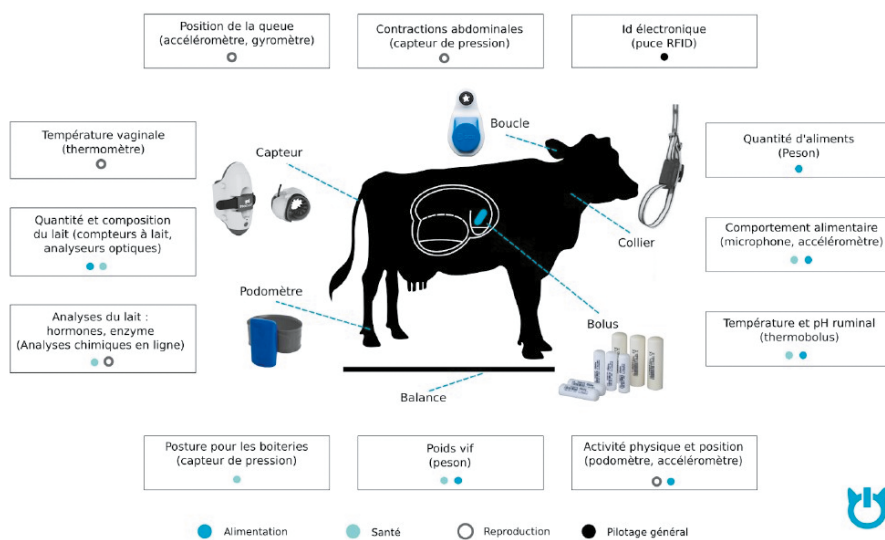 Position de la queue
(accéléromètre, gyromètre)
Contractions abdominales
(capteur de pression)
Id électronique
(puce RFID)
Température vaginale
(thermomètre)
Capteur
Boucle
Quantité d'aliments
(Peson)
Quantité et composition
du lait (compteurs à lait,
analyseurs optiques)
Collier
Comportement alimentaire
(microphone, accéléromètre)
Analyses du lait :
hormones, enzyme
(Analyses chimiques en ligne)
Podomètre
Bolus
Température et pH ruminal
(thermobolus)
Balance
Posture pour les boiteries
(capteur de pression)
Poids vif
(peson)
Activité physique et position
(podomètre, accéléromètre)
Alimentation
Santé
Reproduction
Pilotage général